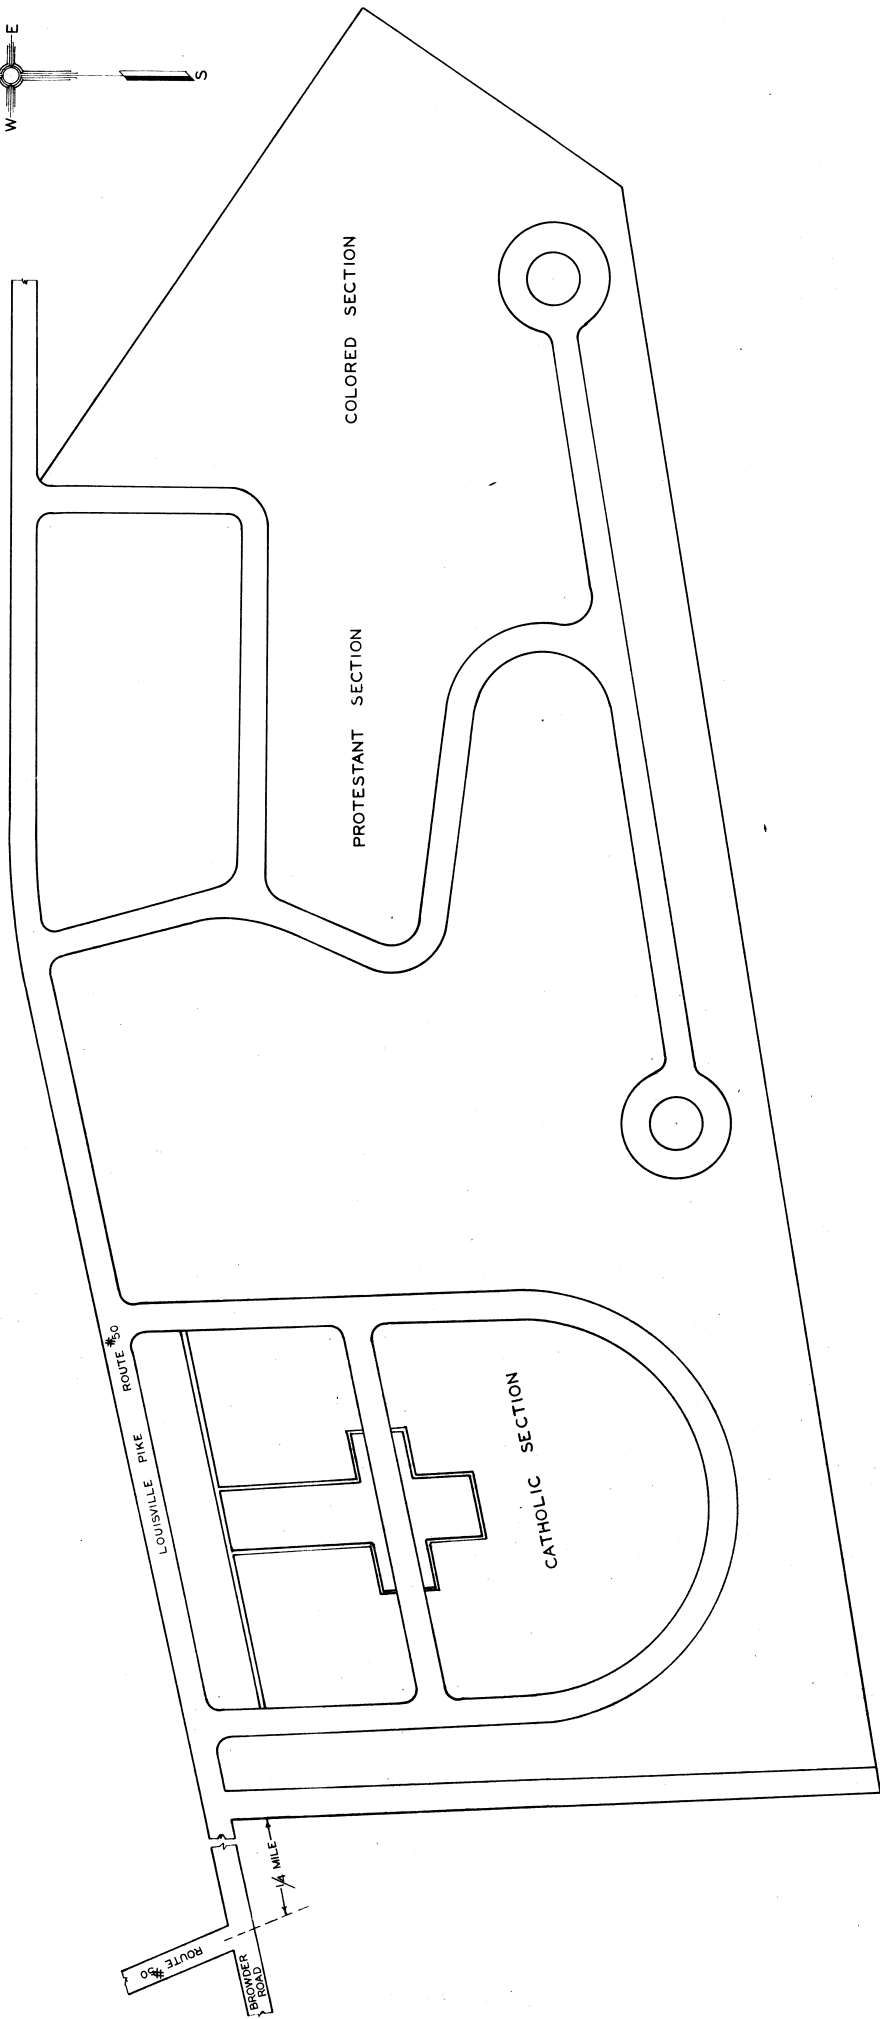 E
W
S
COLORED SECTION
PROTESTANT SECTION
CATHOLIC SECTION
LOUISVILLE PIKE ROUTE #50
1/4 MILE
ROUTE #50
BROWDER
ROAD